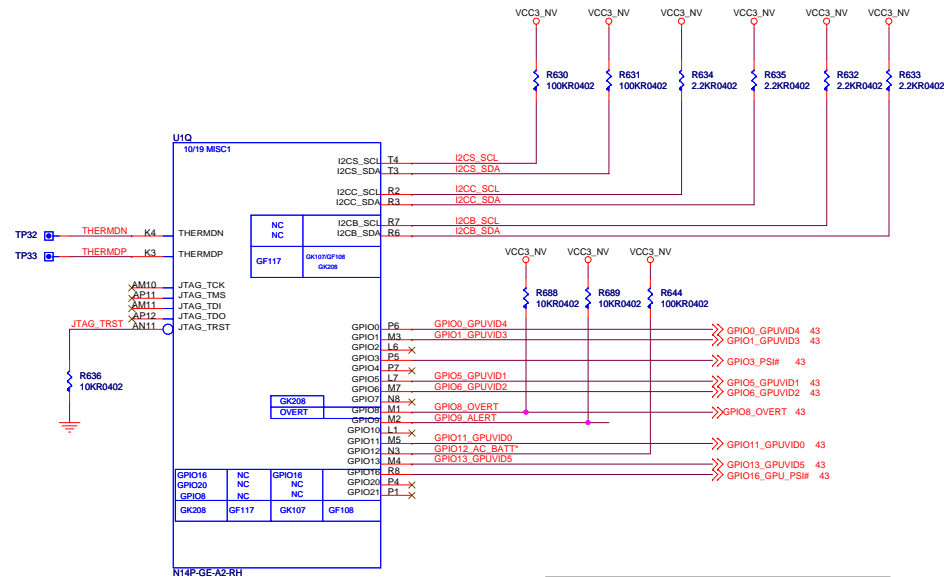 VCC3_NV VCC3_NV VCC3_NV VCC3_NV VCC3_NV VCC3_NV
R630 R631 R634 R635 R632 R633
100KR0402 100KR0402 2.2KR0402 2.2KR0402 2.2KR0402 2.2KR0402
U1Q
10/19 MISC1
I2CS_SCL T4 I2CS_SCL
I2CS_SDA T3 I2CS_SDA
I2CC_SCL R2 I2CC_SCL
I2CC_SDA R3 I2CC_SDA
I2CB_SCL R7 I2CB_SCL
I2CB_SDA R6 I2CB_SDA
NC
NC
GF117 GK107/GF108
GK208
TP32 THERMDN K4 THERMDN
TP33 THERMDP K3 THERMDP
VCC3_NV VCC3_NV VCC3_NV
R688 R689 R644
10KR0402 10KR0402 100KR0402
AM10 JTAG_TCK
AP11 JTAG_TMS
AM11 JTAG_TDI
AP12 JTAG_TDO
JTAG_TRST AN11 JTAG_TRST
R636
10KR0402
GPIO0 P6 GPIO0_GPUVID4 GPIO0_GPUVID4 43
GPIO1 M3 GPIO1_GPUVID3 GPIO1_GPUVID3 43
GPIO2 L6
GPIO3 P5 GPIO3_PSI# 43
GPIO4 P7
GPIO5 L7 GPIO5_GPUVID1 GPIO5_GPUVID1 43
GPIO6 M7 GPIO6_GPUVID2 GPIO6_GPUVID2 43
GPIO7 N8
GK208
OVERT
GPIO8 M1 GPIO8_OVERT GPIO8_OVERT 43
GPIO9 M2 GPIO9_ALERT
GPIO10 L1
GPIO11 M5 GPIO11_GPUVID0 GPIO11_GPUVID0 43
GPIO12 N3 GPIO12_AC_BATT*
GPIO13 M4 GPIO13_GPUVID5 GPIO13_GPUVID5 43
GPIO16 R8 GPIO16_GPU_PSI# 43
GPIO20 P4
GPIO21 P1
GPIO16 NC GPIO16
GPIO20 NC NC
GPIO8 NC NC
GK208 GF117 GK107 GF108
N14P-GE-A2-RH